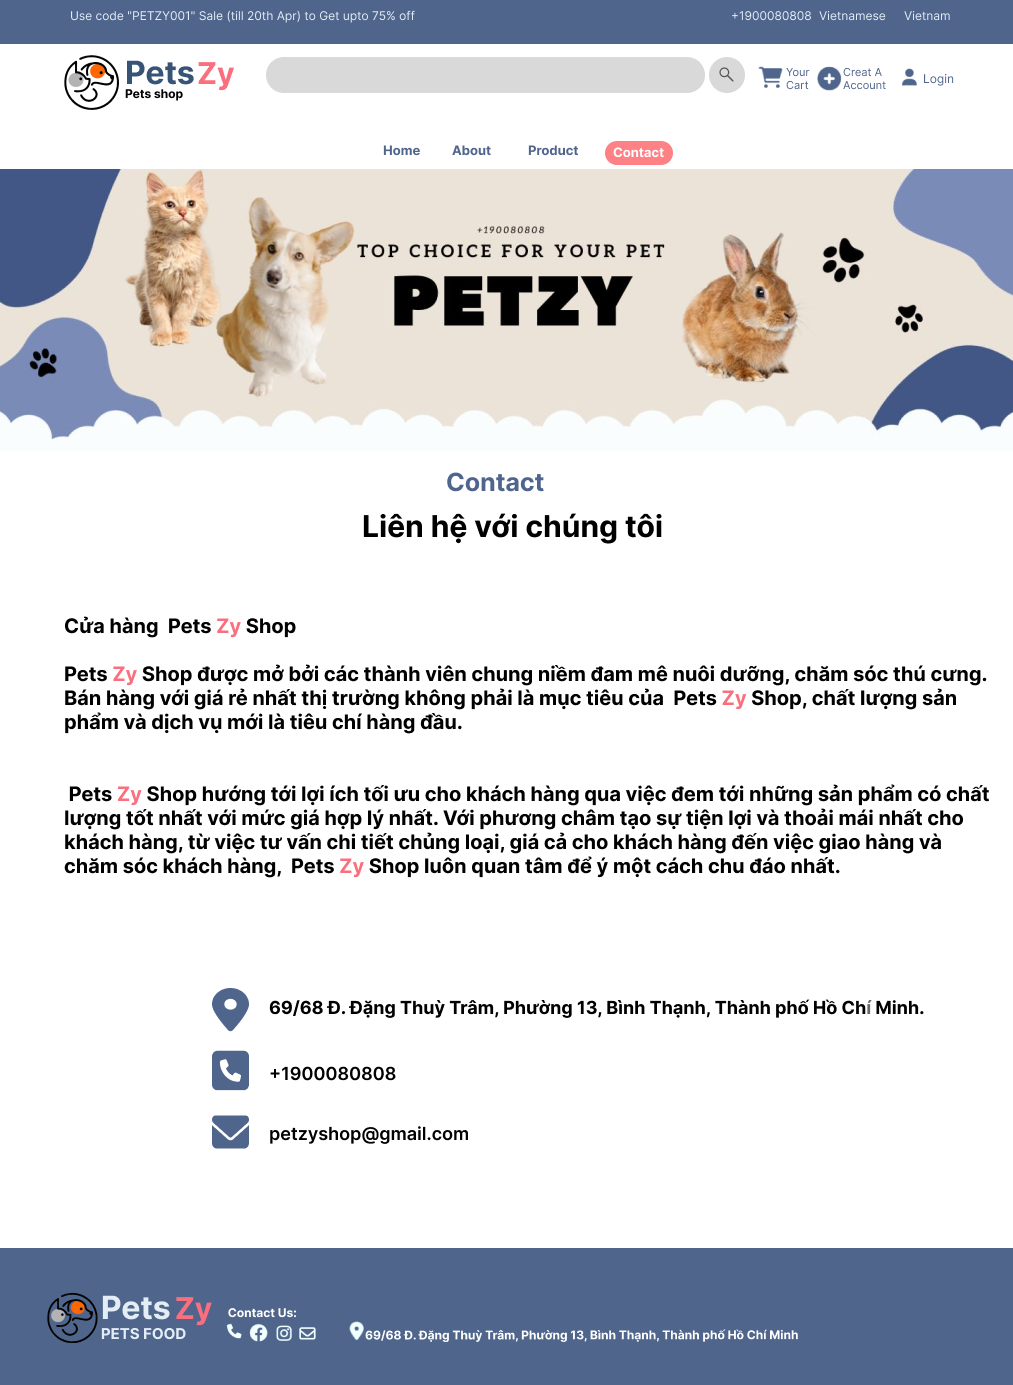 Use code "PETZY001" Sale (till 20th Apr) to Get upto 75% off
+1900080808 Vietnamese Vietnam
Pets Zy
Pets shop
Your
Cart
Creat A
Account
Login
Home About Product Contact
+190080808
TOP CHOICE FOR YOUR PET
PETZY
Contact
Liên hệ với chúng tôi
Cửa hàng Pets Zy Shop
Pets Zy Shop được mở bởi các thành viên chung niềm đam mê nuôi dưỡng, chăm sóc thú cưng.
Bán hàng với giá rẻ nhất thị trường không phải là mục tiêu của Pets Zy Shop, chất lượng sản
phẩm và dịch vụ mới là tiêu chí hàng đầu.
Pets Zy Shop hướng tới lợi ích tối ưu cho khách hàng qua việc đem tới những sản phẩm có chất
lượng tốt nhất với mức giá hợp lý nhất. Với phương châm tạo sự tiện lợi và thoải mái nhất cho
khách hàng, từ việc tư vấn chi tiết chủng loại, giá cả cho khách hàng đến việc giao hàng và
chăm sóc khách hàng, Pets Zy Shop luôn quan tâm để ý một cách chu đáo nhất.
69/68 Đ. Đặng Thuỳ Trâm, Phường 13, Bình Thạnh, Thành phố Hồ Chí Minh.
+1900080808
petzyshop@gmail.com
Pets Zy
PETS FOOD
Contact Us:
69/68 Đ. Đặng Thuỳ Trâm, Phường 13, Bình Thạnh, Thành phố Hồ Chí Minh